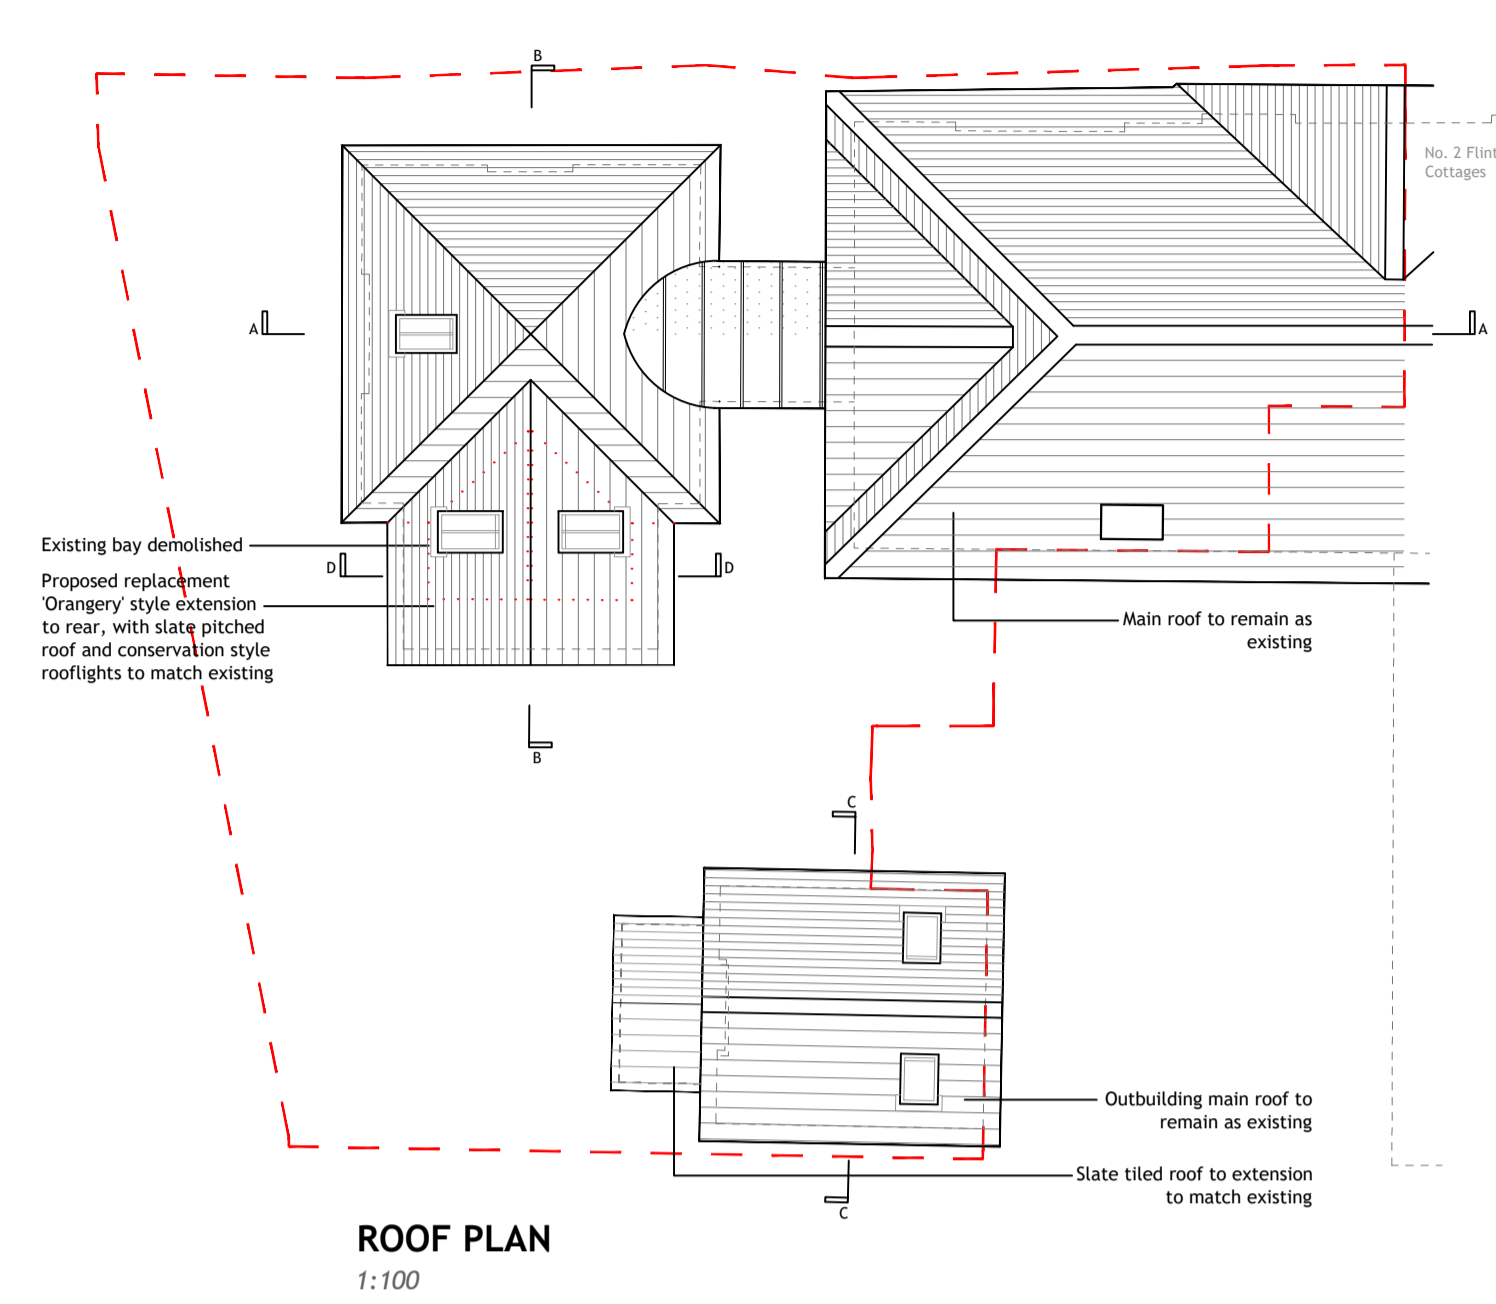 B
No. 2 Flint
Cottages
A
A
Existing bay demolished
D
D
Proposed replacement
'Orangery' style extension
to rear, with slate pitched
roof and conservation style
rooflights to match existing
Main roof to remain as
existing
B
C
Outbuilding main roof to
remain as existing
Slate tiled roof to extension
to match existing
C
ROOF PLAN
1:100